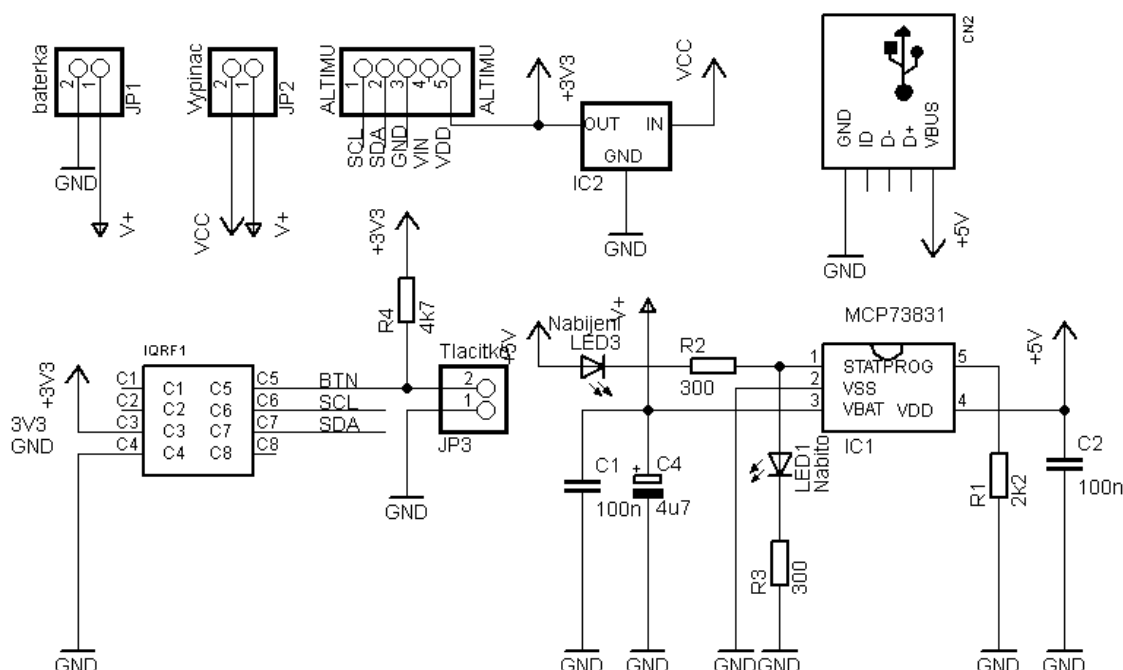 baterka
2
1
JP1
GND
V+
Vypinac
2
1
JP2
VCC
V+
ALTIMU
1
2
3
4
5
ALTIMU
SCL
SDA
GND
VIN
VDD
+3V3
OUT
IN
GND
IC2
VCC
GND
CN2
GND
ID
D-
D+
VBUS
GND
+5V
+3V3
R4
4k7
IQRF1
+3V3
3V3
GND
C1
C2
C3
C4
C1 C5
C2 C6
C3 C7
C4 C8
C5
C6
C7
C8
BTN
SCL
SDA
Tlacitko
2
1
JP3
GND
GND
+5V
Nabijeni
LED3
V+
R2
300
MCP73831
1
2
3
STAT PROG
VSS
VBAT VDD
5
4
IC1
+5V
C1
100n
+
C4
4u7
LED1
Nabito
R3
300
R1
2k2
C2
100n
GND
GND
GND
GND
GND
GND